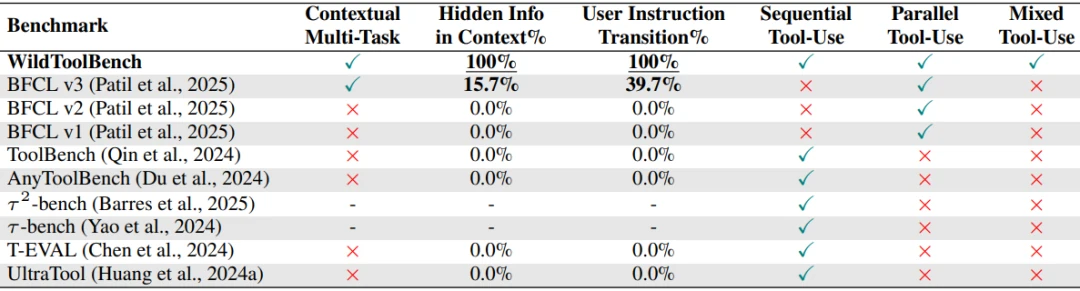 Benchmark Contextual Multi-Task Hidden Info in Context% User Instruction Transition% Sequential Tool-Use Parallel Tool-Use Mixed Tool-Use
WildToolBench ✓ 100% 100% ✓ ✓ ✓
BFCL v3 (Patil et al., 2025) ✓ 15.7% 39.7% × ✓ ×
BFCL v2 (Patil et al., 2025) × 0.0% 0.0% × ✓ ×
BFCL v1 (Patil et al., 2025) × 0.0% 0.0% × ✓ ×
ToolBench (Qin et al., 2024) × 0.0% 0.0% ✓ × ×
AnyToolBench (Du et al., 2024) × 0.0% 0.0% ✓ × ×
τ²-bench (Barres et al., 2025) - - - ✓ × ×
τ-bench (Yao et al., 2024) - - - ✓ × ×
T-EVAL (Chen et al., 2024) × 0.0% 0.0% ✓ × ×
UltraTool (Huang et al., 2024a) × 0.0% 0.0% ✓ × ×